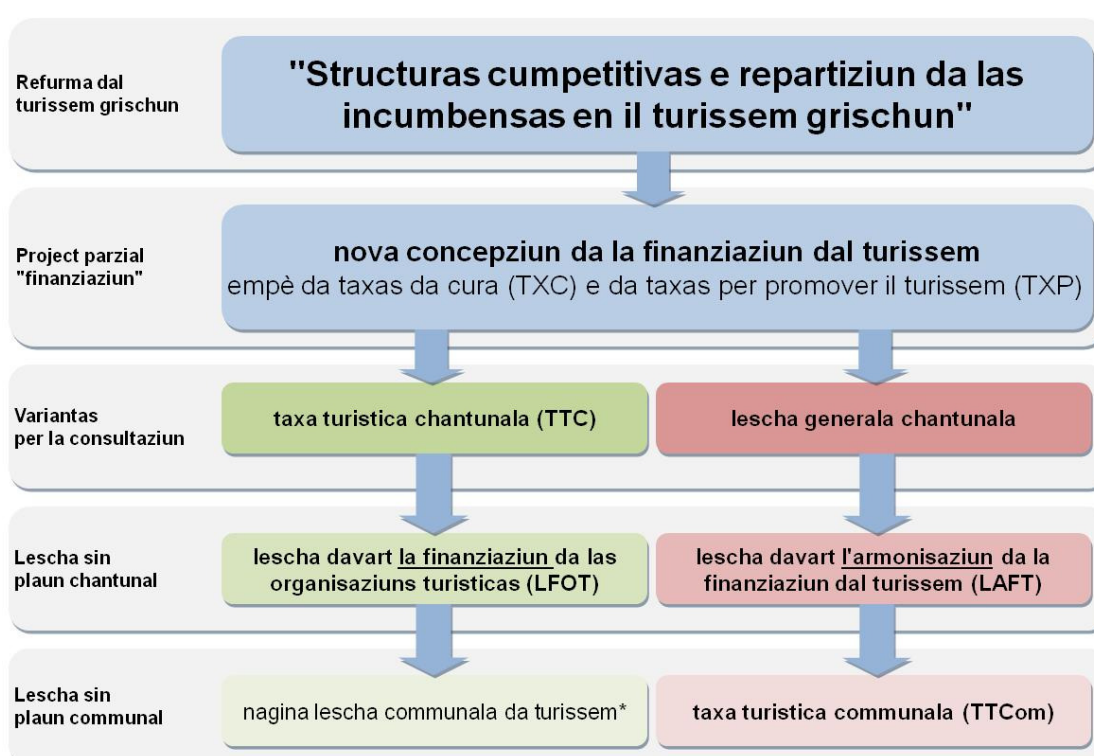 Refurma dal
turissem grischun
"Structuras cumpetitivas e repartiziun da las
incumbensas en il turissem grischun"
Project parzial
"finanziaziun"
nova concepziun da la finanziaziun dal turissem
empè da taxas da cura (TXC) e da taxas per promover il turissem (TXP)
Variantas
per la consultaziun
taxa turistica chantunala (TTC)
lescha generala chantunala
Lescha sin
plaun chantunal
lescha davart la finanziaziun da las
organisaziuns turisticas (LFOT)
lescha davart l'armonisaziun da la
finanziaziun dal turissem (LAFT)
Lescha sin
plaun communal
nagina lescha communala da turissem*
taxa turistica communala (TTCom)